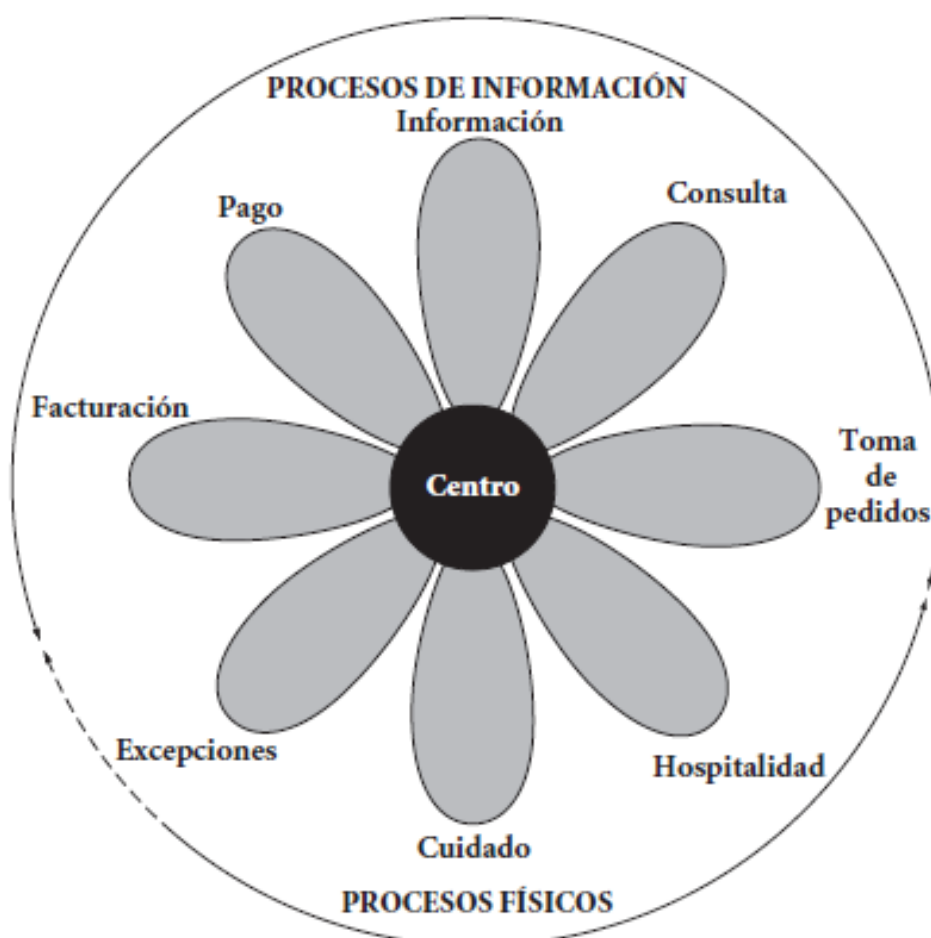 PROCESOS DE INFORMACIÓN
Información
Consulta
Pago
Facturación
Centro
Toma
de
pedidos
Excepciones
Hospitalidad
Cuidado
PROCESOS FÍSICOS